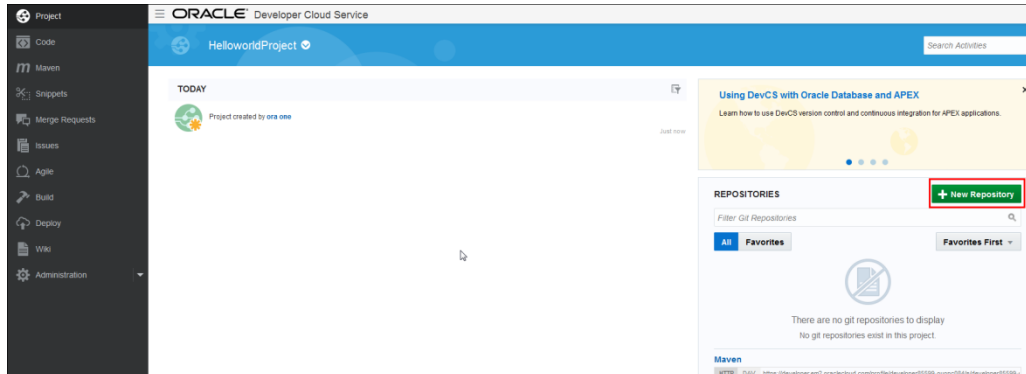 Project
Code
Maven
Snippets
Merge Requests
Issues
Agile
Build
Deploy
Wiki
Administration
ORACLE® Developer Cloud Service
HelloworldProject
Search Activities
TODAY
Project created by ora one
Just now
Using DevCS with Oracle Database and APEX
Learn how to use DevCS version control and continuous integration for APEX applications.
REPOSITORIES
+ New Repository
Filter Git Repositories
All Favorites
Favorites First
There are no git repositories to display
No git repositories exist in this project.
Maven
HTTP DAV